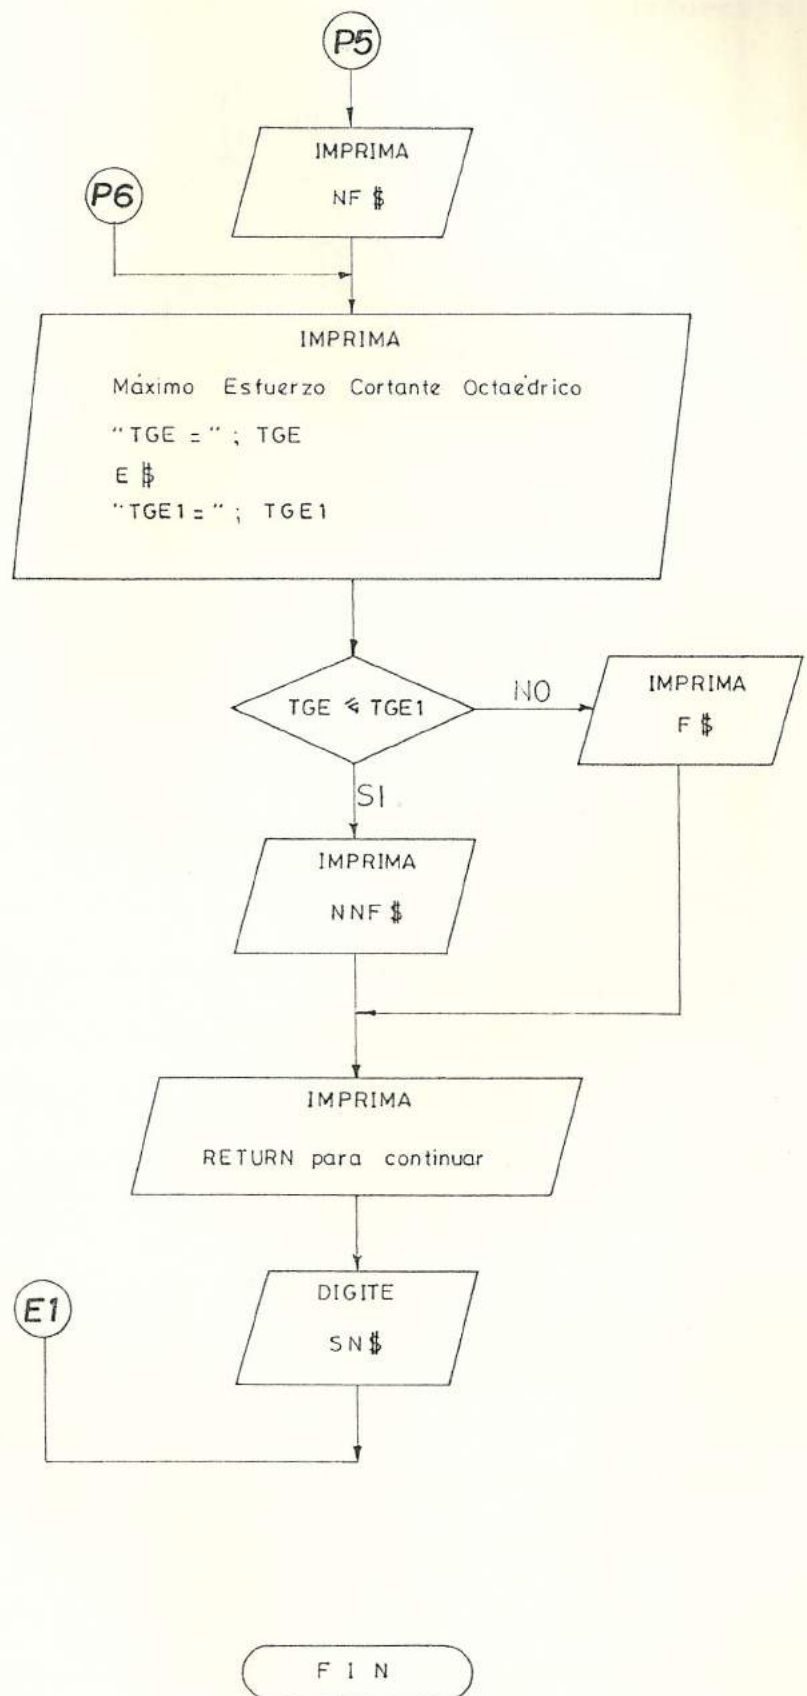 P5
IMPRIMA
NF $
P6
IMPRIMA
Máximo Esfuerzo Cortante Octaédrico
"TGE = " ; TGE
E $
"TGE1 = " ; TGE1
TGE ≤ TGE1
NO
IMPRIMA
F $
SI
IMPRIMA
NNF $
IMPRIMA
RETURN para continuar
DIGITE
SN $
E1
F I N